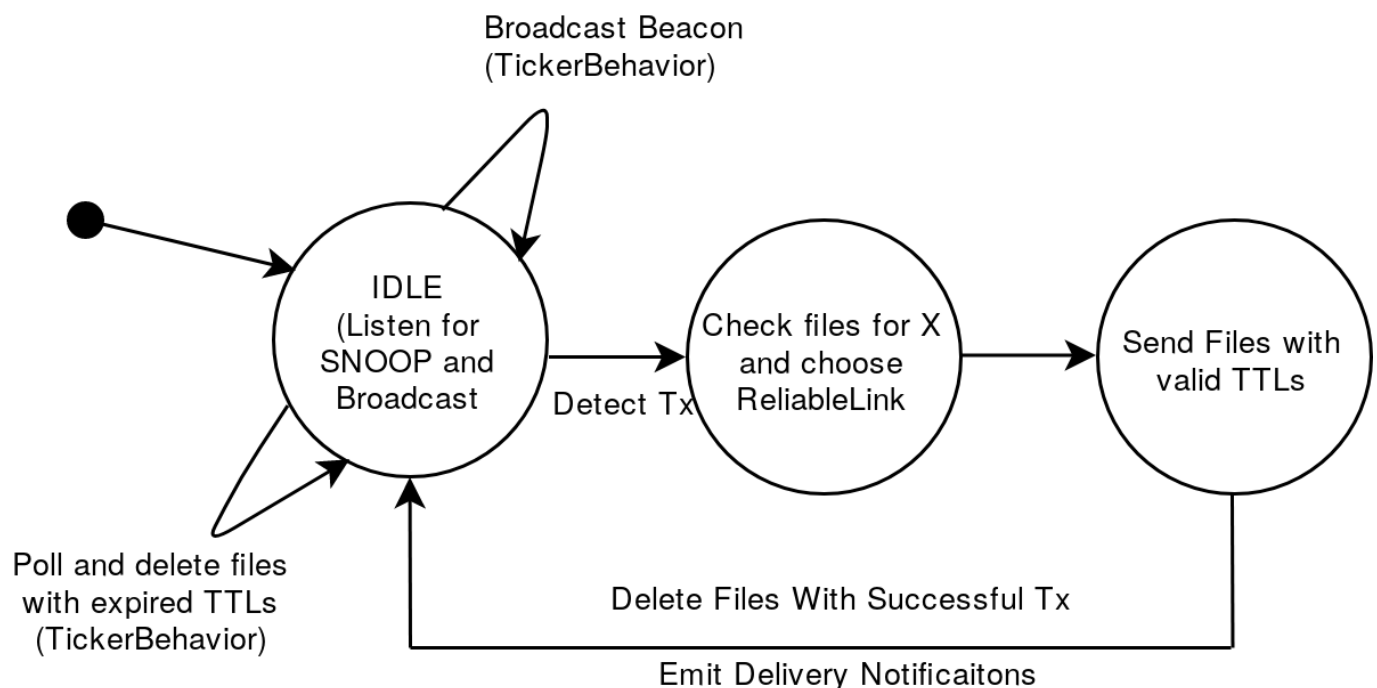 Broadcast Beacon
(TickerBehavior)
IDLE
(Listen for
SNOOP and
Broadcast
Detect Tx
Check files for X
and choose
ReliableLink
Send Files with
valid TTLs
Poll and delete files
with expired TTLs
(TickerBehavior)
Delete Files With Successful Tx
Emit Delivery Notificaitons